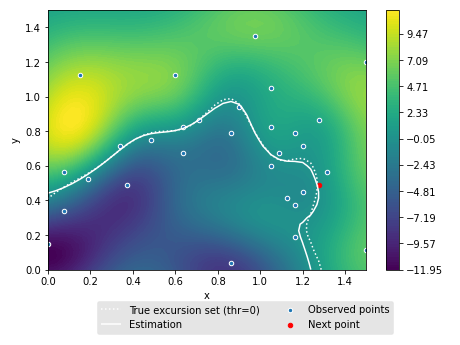 1.4
1.2
1.0
0.8
0.6
0.4
0.2
0.0
y
0.0 0.2 0.4 0.6 0.8 1.0 1.2 1.4
x
9.47
7.09
4.71
2.33
−0.05
−2.43
−4.81
−7.19
−9.57
−11.95
True excursion set (thr=0)
Estimation
Observed points
Next point